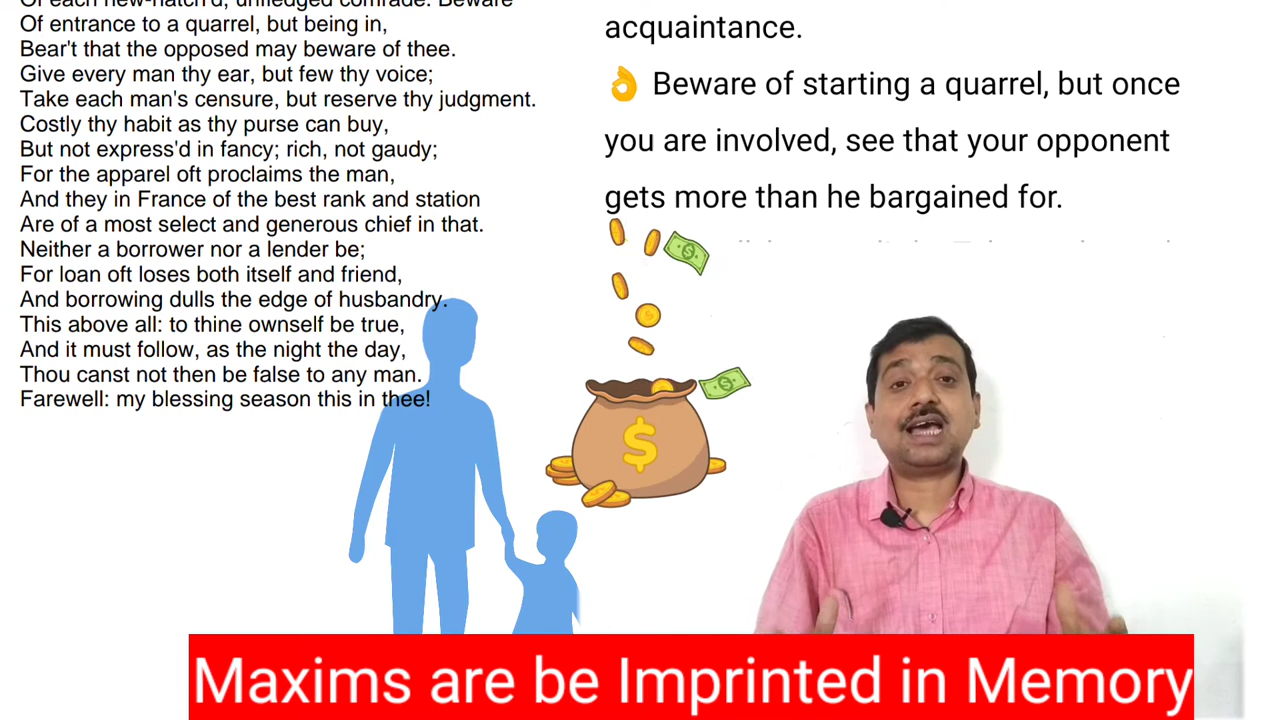 Of each new-hatch'd, unfledged comrade. Beware
Of entrance to a quarrel, but being in,
Bear't that the opposed may beware of thee.
Give every man thy ear, but few thy voice;
Take each man's censure, but reserve thy judgment.
Costly thy habit as thy purse can buy,
But not express'd in fancy; rich, not gaudy;
For the apparel oft proclaims the man,
And they in France of the best rank and station
Are of a most select and generous chief in that.
Neither a borrower nor a lender be;
For loan oft loses both itself and friend,
And borrowing dulls the edge of husbandry.
This above all: to thine ownself be true,
And it must follow, as the night the day,
Thou canst not then be false to any man.
Farewell: my blessing season this in thee!
acquaintance.
👌 Beware of starting a quarrel, but once
you are involved, see that your opponent
gets more than he bargained for.
$
Maxims are be Imprinted in Memory